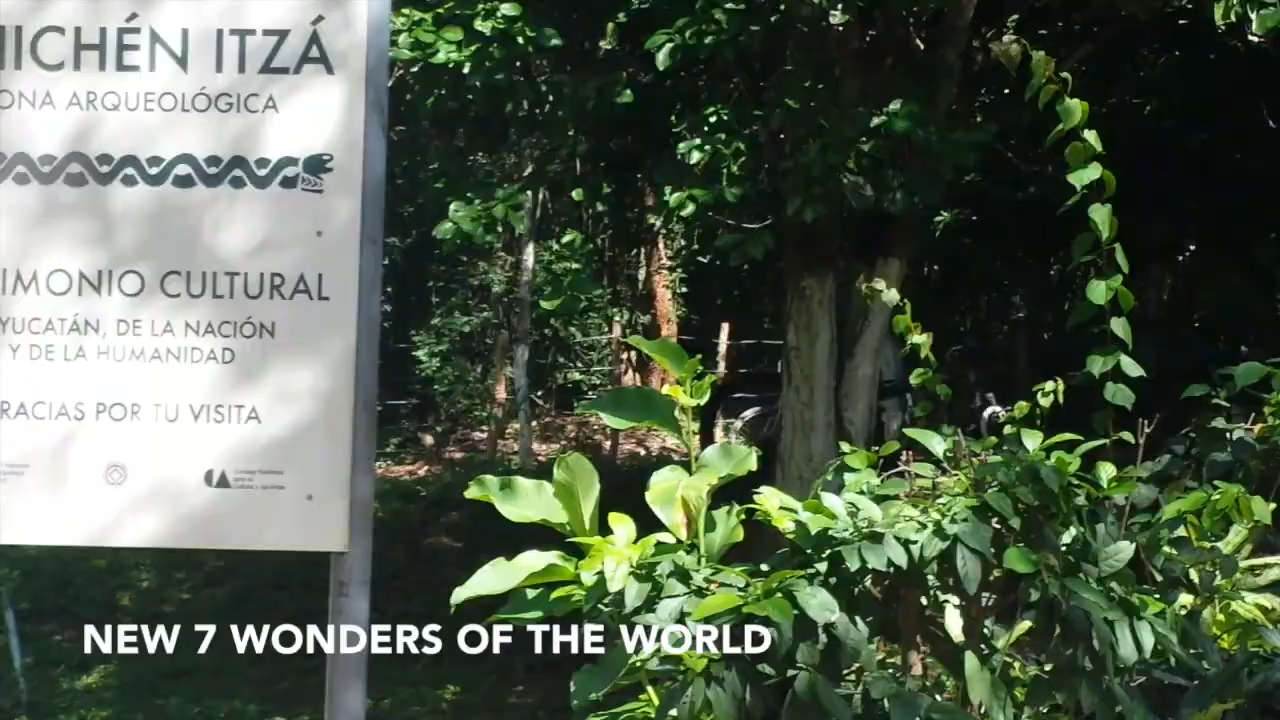 HICHÉN ITZÁ
ONA ARQUEOLÓGICA
IMONIO CULTURAL
YUCATÁN, DE LA NACIÓN
Y DE LA HUMANIDAD
RACIAS POR TU VISITA
NEW 7 WONDERS OF THE WORLD